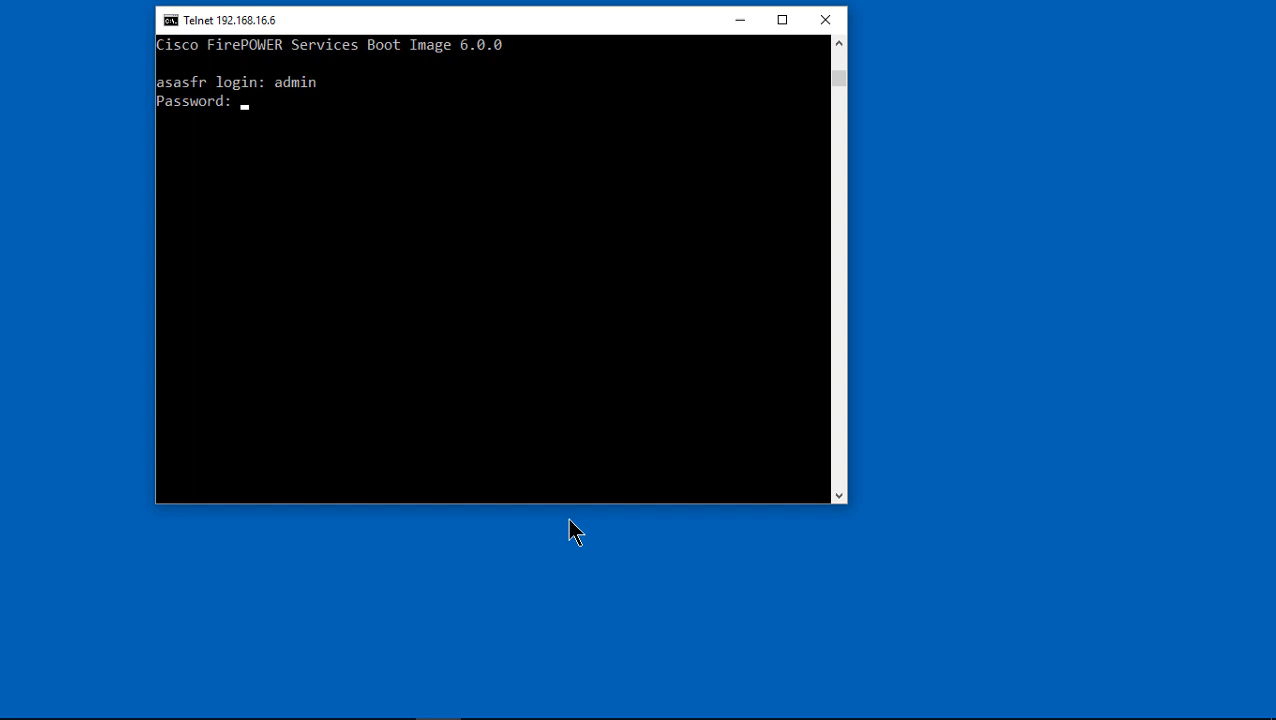 Telnet 192.168.16.6
Cisco FirePOWER Services Boot Image 6.0.0
asasfr login: admin
Password: